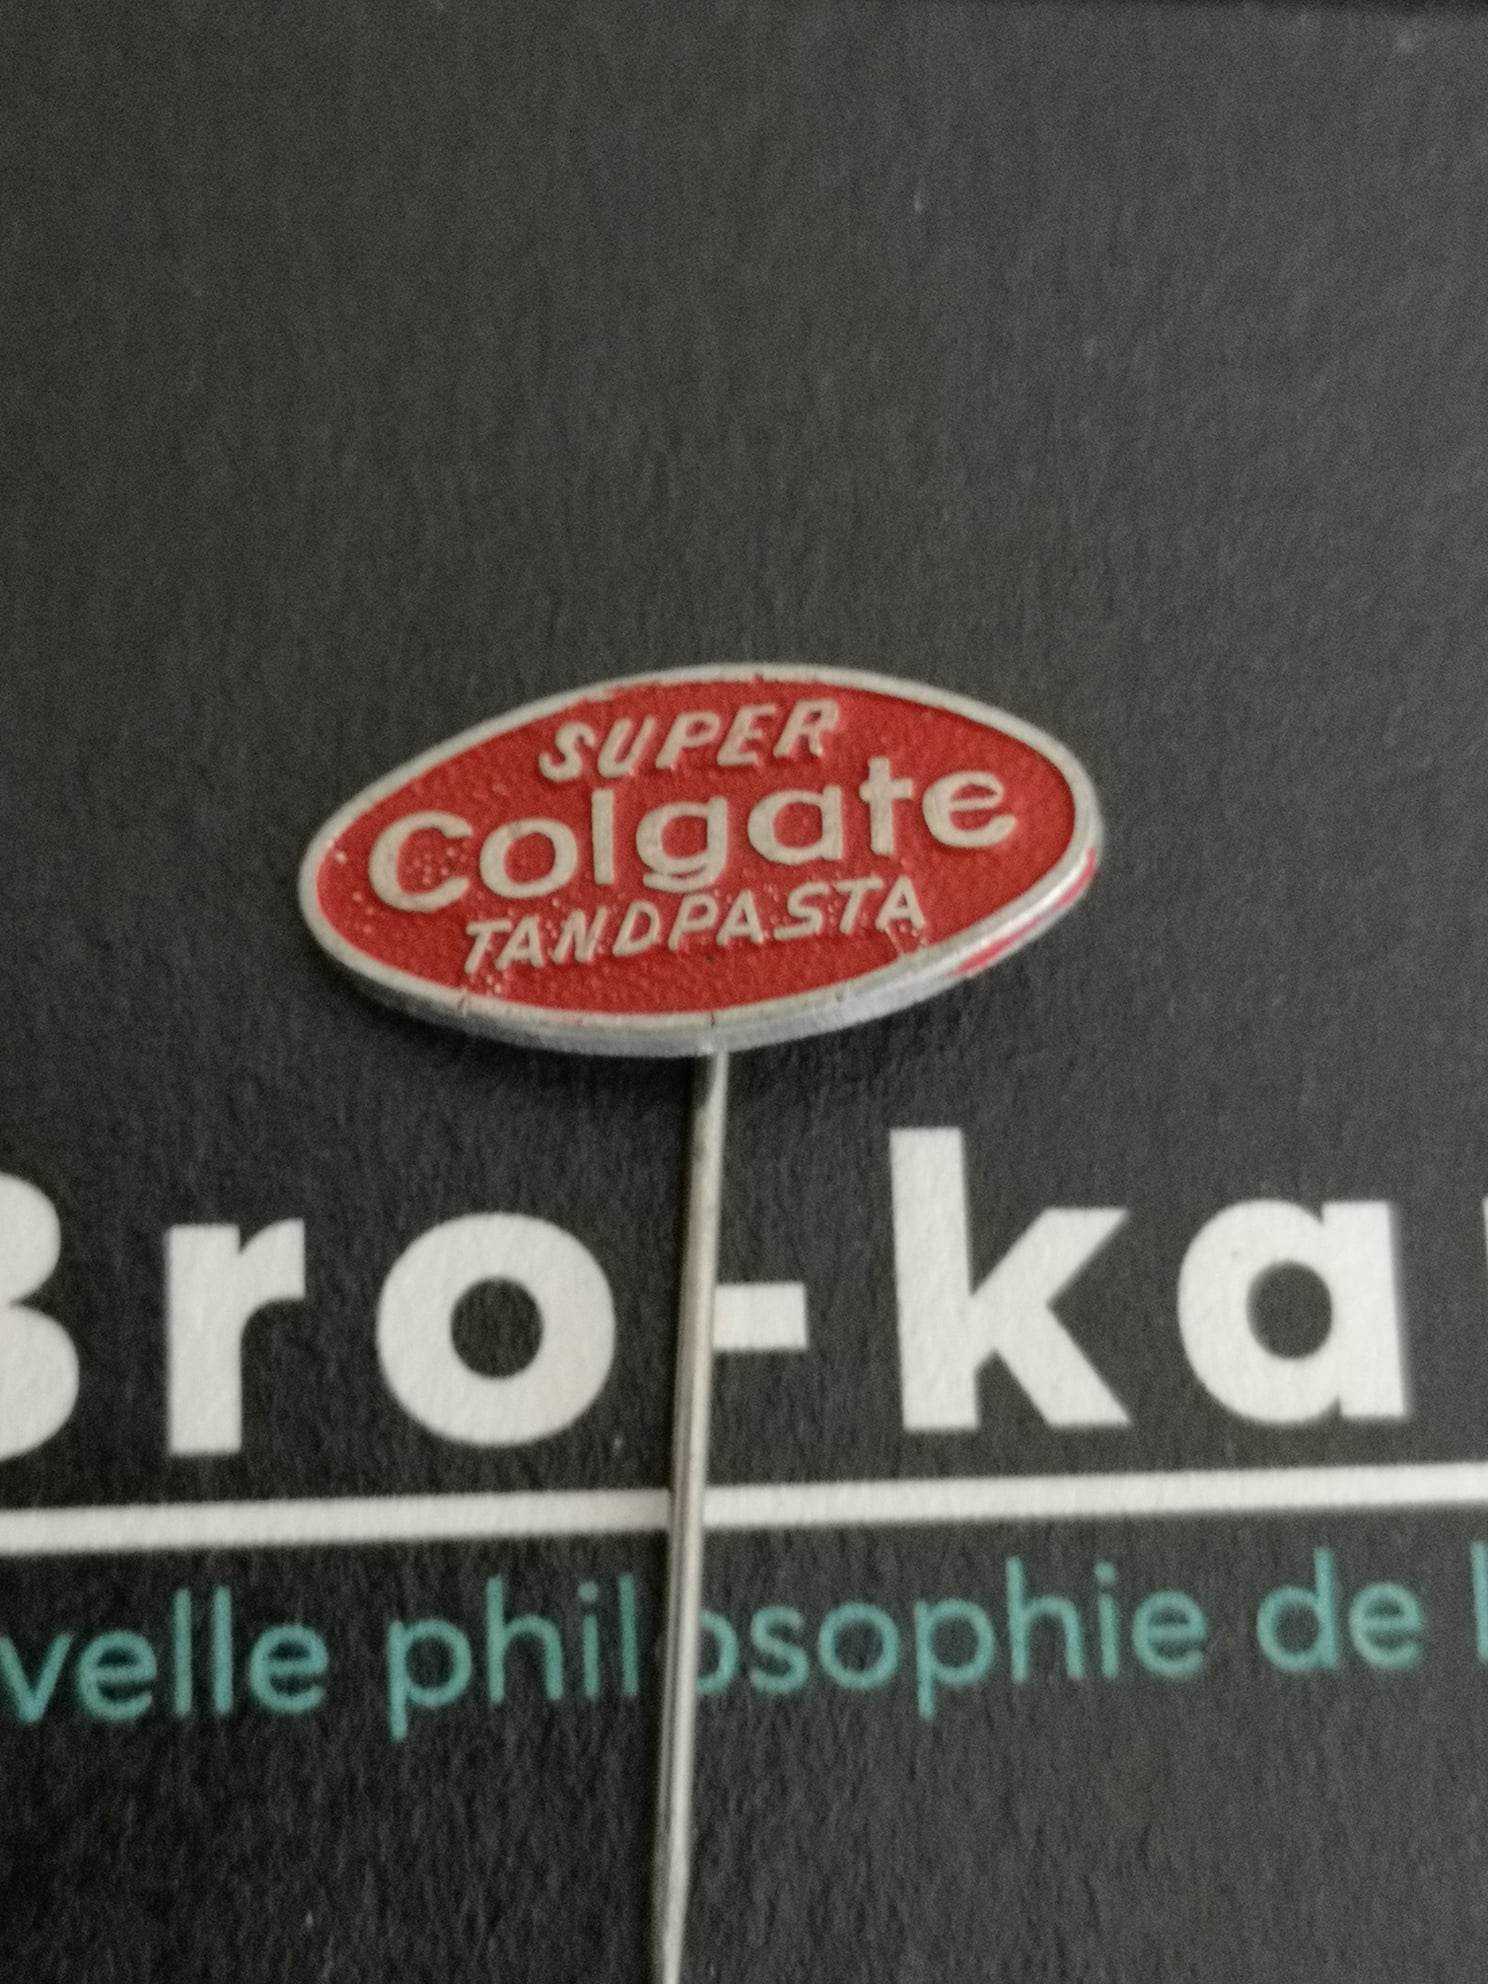 SUPER
Colgate
TANDPASTA
Bro-ka
velle philosophie de